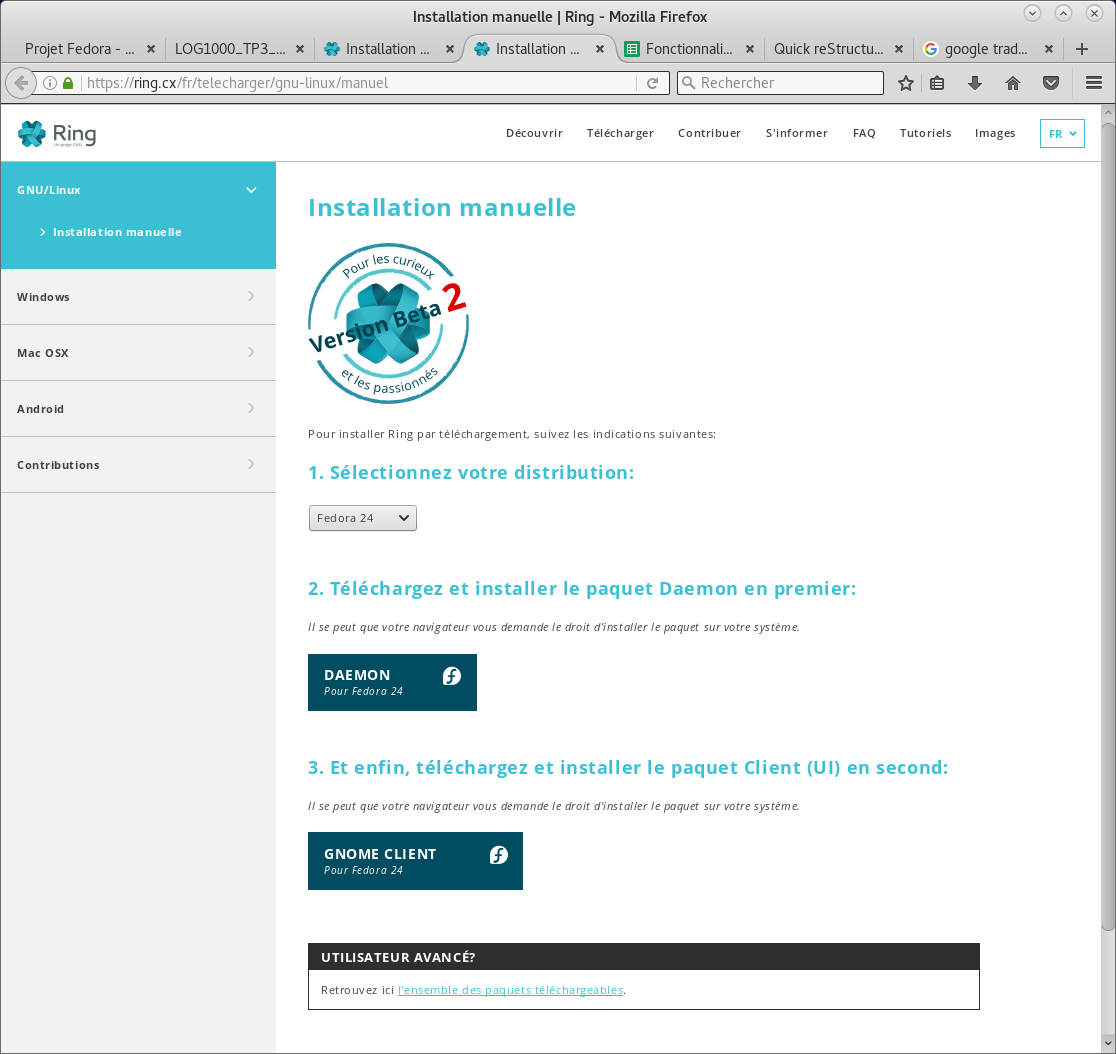 Installation manuelle | Ring - Mozilla Firefox
Projet Fedora - ...
LOG1000_TP3_...
Installation ...
Installation ...
Fonctionnali...
Quick reStructu...
google trad...
https://ring.cx/fr/telecharger/gnu-linux/manuel
Rechercher
Ring
Un projet GNU
Découvrir
Télécharger
Contribuer
S'informer
FAQ
Tutoriels
Images
FR
GNU/Linux
Installation manuelle
Windows
Mac OSX
Android
Contributions
Installation manuelle
Pour les curieux
Version Beta 2
et les passionnés
Pour installer Ring par téléchargement, suivez les indications suivantes:
1. Sélectionnez votre distribution:
Fedora 24
2. Téléchargez et installer le paquet Daemon en premier:
Il se peut que votre navigateur vous demande le droit d'installer le paquet sur votre système.
DAEMON
Pour Fedora 24
3. Et enfin, téléchargez et installer le paquet Client (UI) en second:
Il se peut que votre navigateur vous demande le droit d'installer le paquet sur votre système.
GNOME CLIENT
Pour Fedora 24
UTILISATEUR AVANCÉ?
Retrouvez ici l'ensemble des paquets téléchargeables.